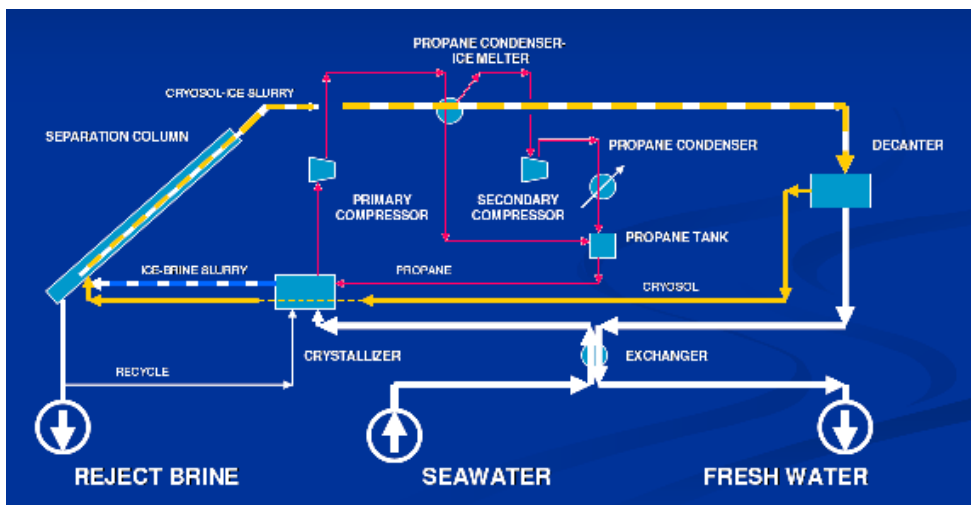 PROPANE CONDENSER-
ICE MELTER
CRYOSOL-ICE SLURRY
SEPARATION COLUMN
PROPANE CONDENSER
DECANTER
PRIMARY
COMPRESSOR
SECONDARY
COMPRESSOR
PROPANE TANK
ICE-BRINE SLURRY
PROPANE
CRYOSOL
CRYSTALLIZER
EXCHANGER
RECYCLE
REJECT BRINE
SEAWATER
FRESH WATER